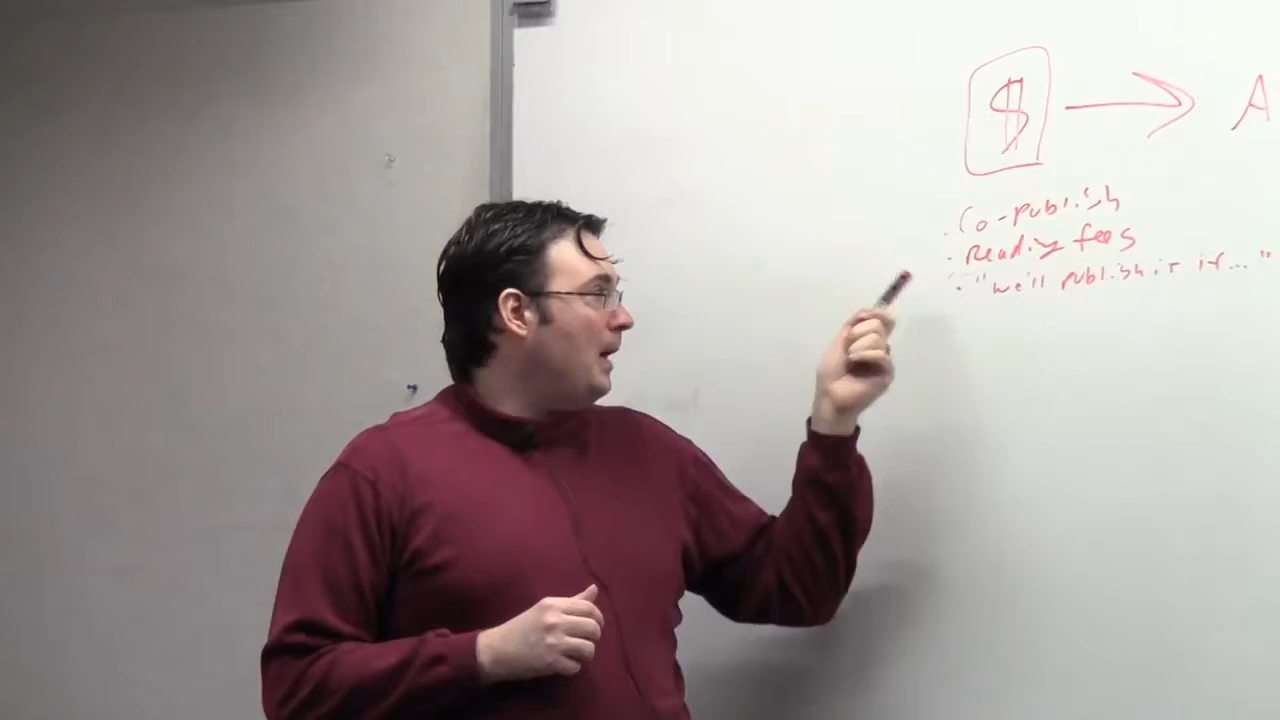 $ → A
. Co-publish
. Reading fees
. "we'll publish it if..."